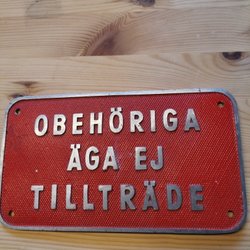 OBEHÖRIGA
ÄGA EJ
TILLTRÄDE